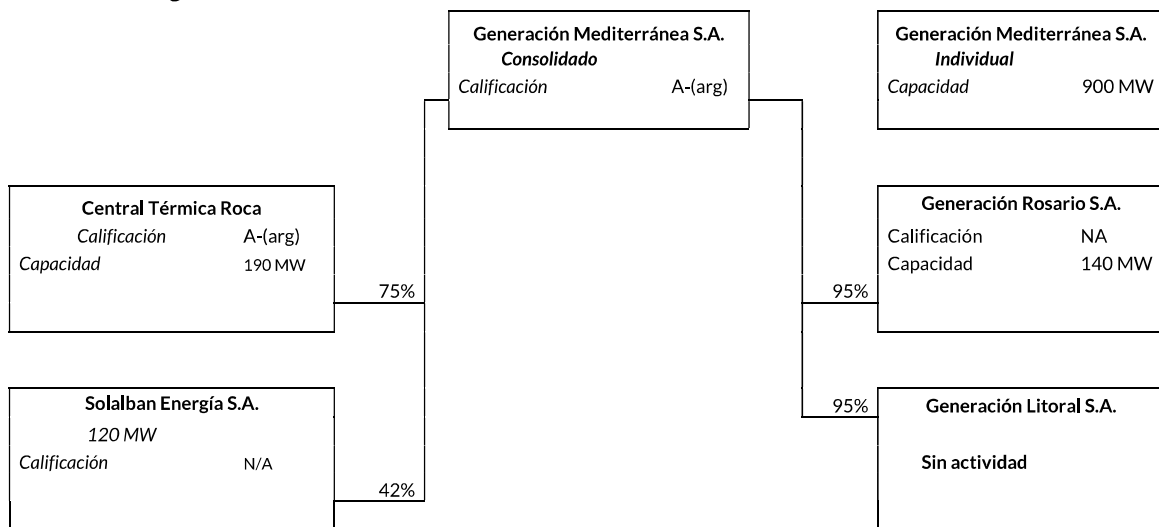 Generación Mediterránea S.A.
Consolidado
Calificación A-(arg)
Generación Mediterránea S.A.
Individual
Capacidad 900 MW
Central Térmica Roca
Calificación A-(arg)
Capacidad 190 MW
75%
Generación Rosario S.A.
Calificación NA
Capacidad 140 MW
95%
Solalban Energía S.A.
120 MW
Calificación N/A
42%
95%
Generación Litoral S.A.
Sin actividad